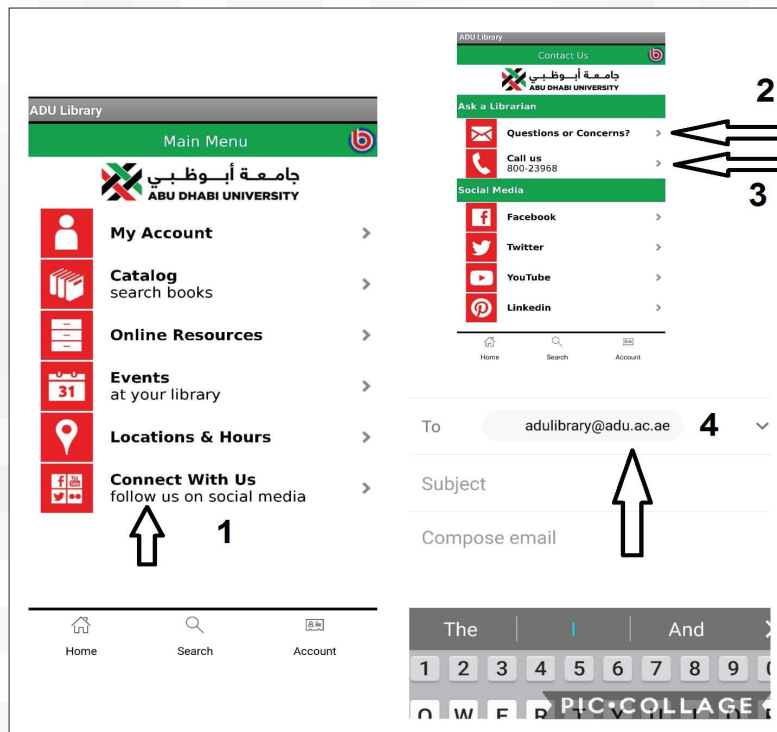 ADU Library
Main Menu
جامعة أبوظبي
ABU DHABI UNIVERSITY
My Account
Catalog
search books
Online Resources
31
Events
at your library
Locations & Hours
Connect With Us
follow us on social media
1
Home Search Account
ADU Library
Contact Us
جامعة أبوظبي
ABU DHABI UNIVERSITY
Ask a Librarian
2
Questions or Concerns?
Call us
800-23968
3
Social Media
Facebook
Twitter
YouTube
Linkedin
Home Search Account
To adulibrary@adu.ac.ae 4
Subject
Compose email
The I And
1 2 3 4 5 6 7 8 9 0
Q W E R T Y U I O P
PIC•COLLAGE